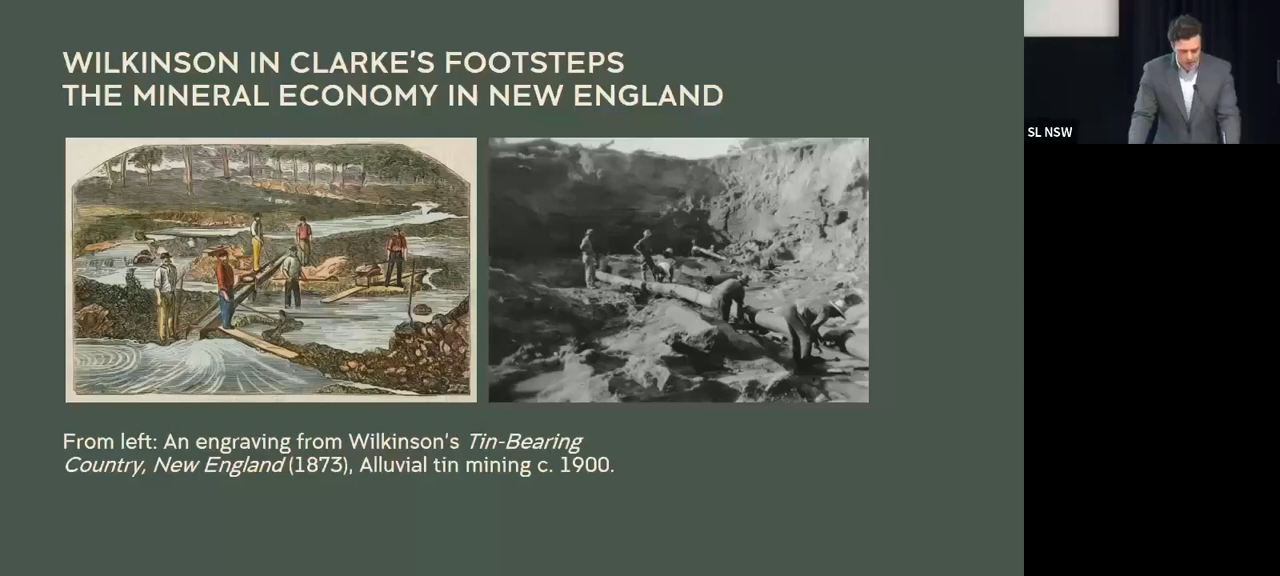 WILKINSON IN CLARKE'S FOOTSTEPS
THE MINERAL ECONOMY IN NEW ENGLAND
SL NSW
From left: An engraving from Wilkinson's Tin-Bearing
Country, New England (1873), Alluvial tin mining c. 1900.